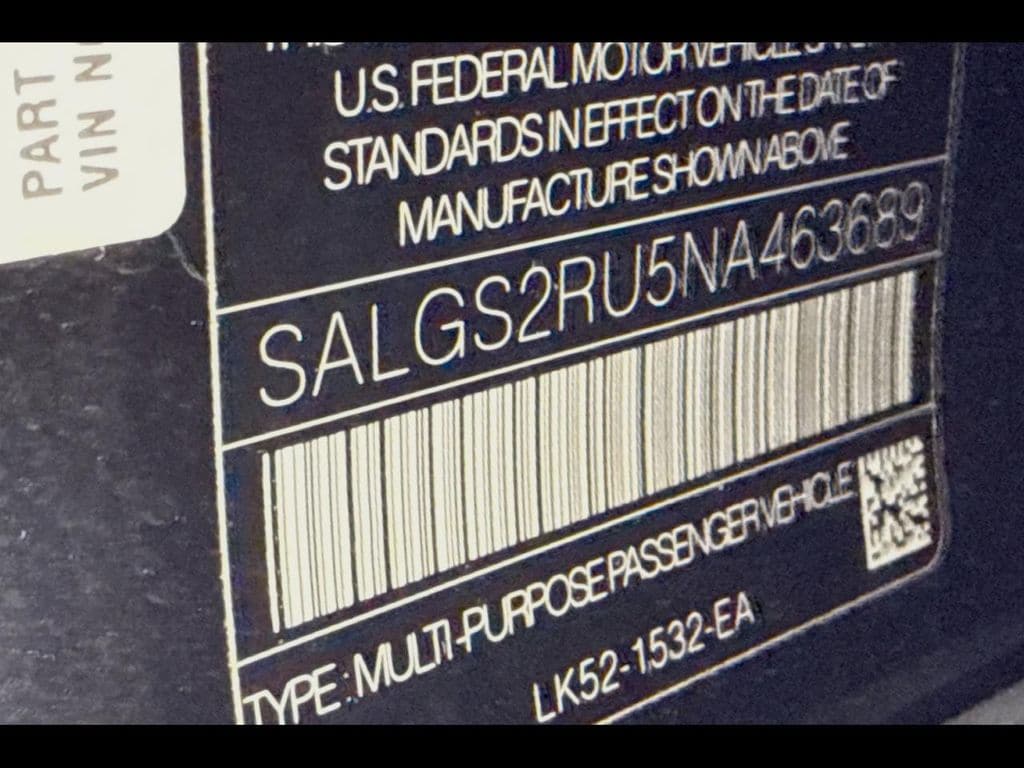 PART
VIN N
U.S. FEDERAL MOTOR VEHICLE
STANDARDS IN EFFECT ON THE DATE OF
MANUFACTURE SHOWN ABOVE
SALGS2RU5NA463689
TYPE: MULTI-PURPOSE PASSENGER VEHICLE
LK52-1532-EA